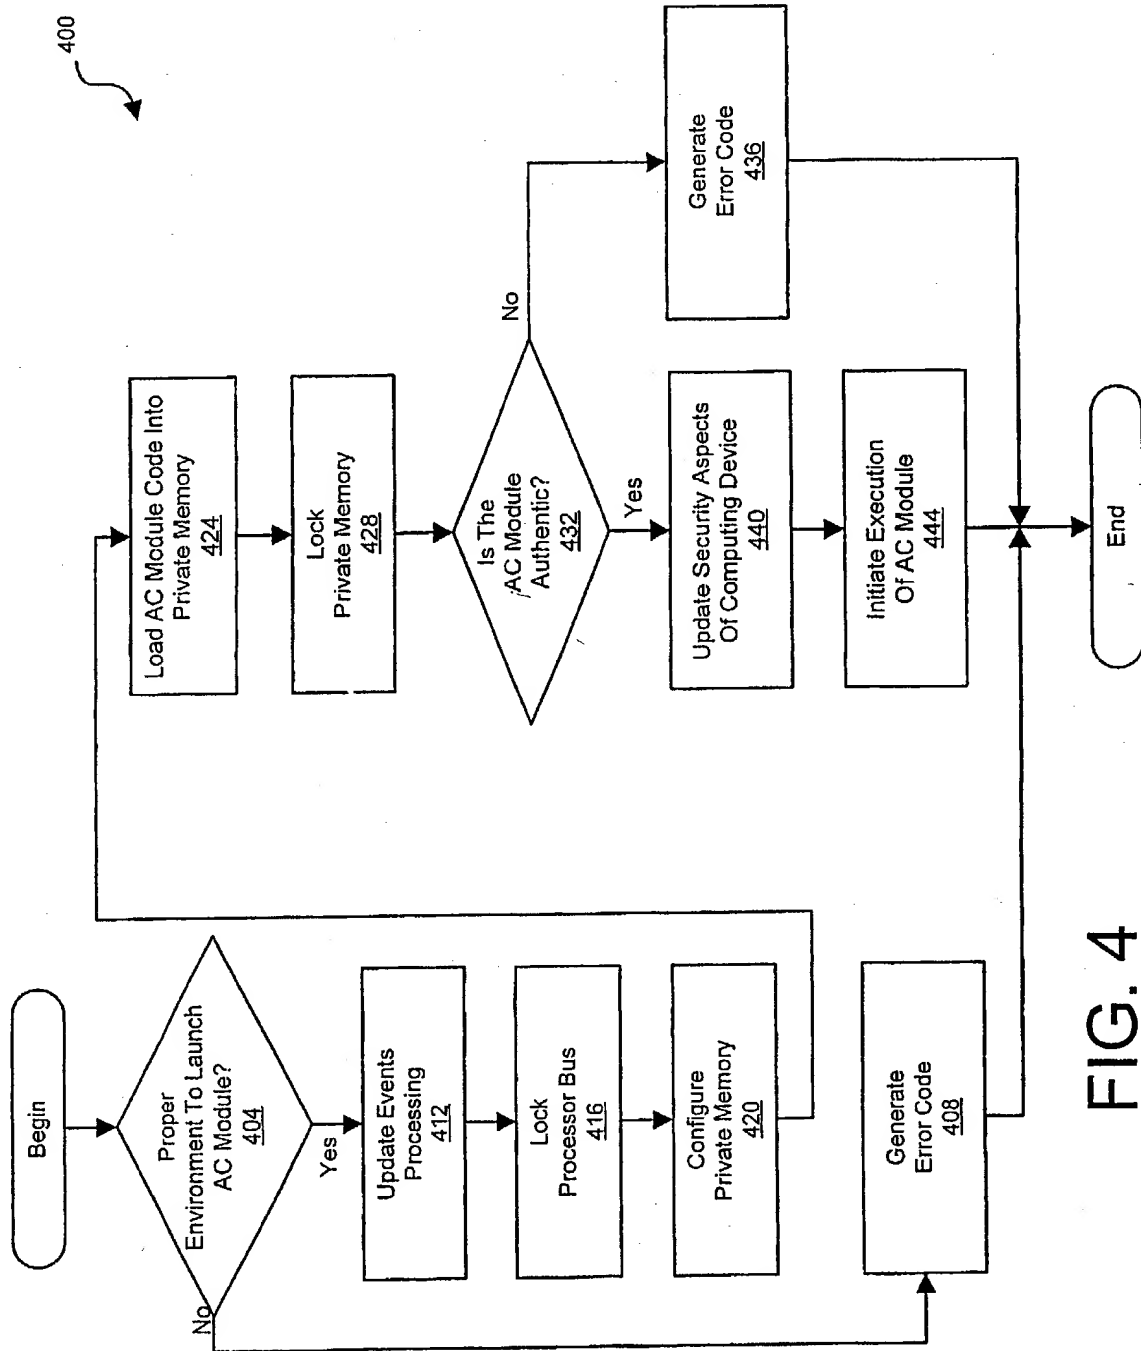 400
Begin
Proper
Environment To Launch
AC Module?
404
No
Yes
Update Events
Processing
412
Lock
Processor Bus
416
Configure
Private Memory
420
Generate
Error Code
408
Load AC Module Code Into
Private Memory
424
Lock
Private Memory
428
Is The
AC Module
Authentic?
432
No
Yes
Generate
Error Code
436
Update Security Aspects
Of Computing Device
440
Initiate Execution
Of AC Module
444
End
FIG. 4